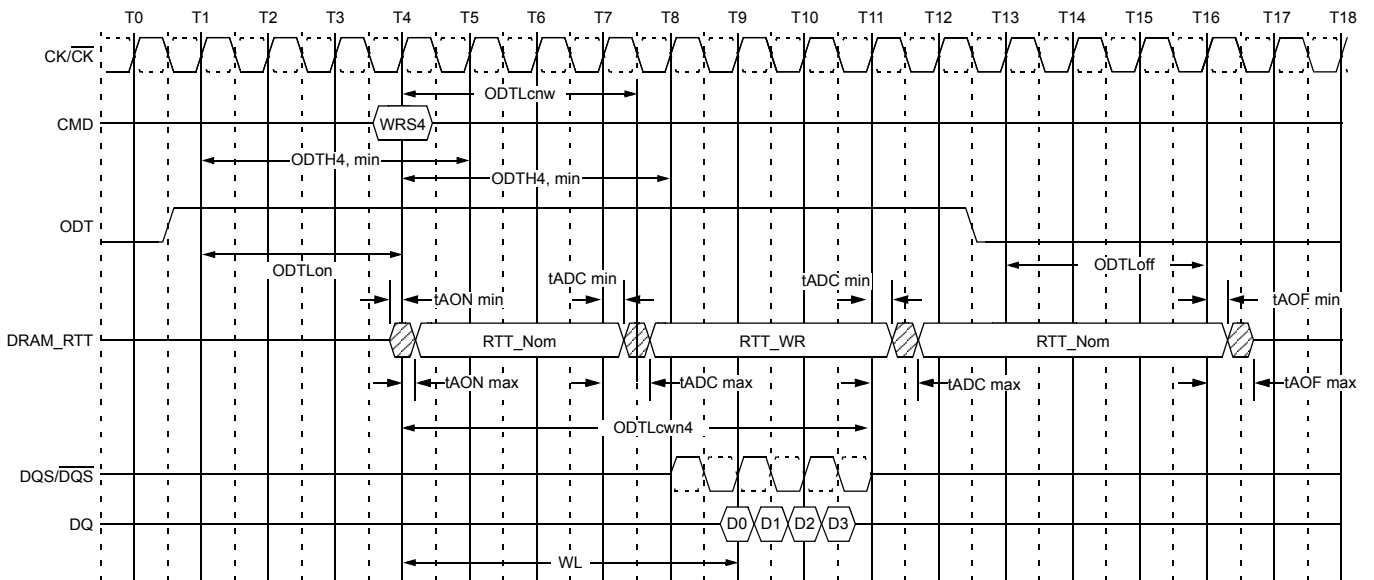 T0 T1 T2 T3 T4 T5 T6 T7 T8 T9 T10 T11 T12 T13 T14 T15 T16 T17 T18
CK/CK
ODTLcnw
CMD
WRS4
ODTH4, min
ODTH4, min
ODT
ODTLon
ODTLoff
tADC min
tADC min
tAON min
tAOF min
DRAM_RTT
RTT_Nom
RTT_WR
RTT_Nom
tAON max
tADC max
tADC max
tAOF max
ODTLcwn4
DQS/DQS
DQ
D0 D1 D2 D3
WL